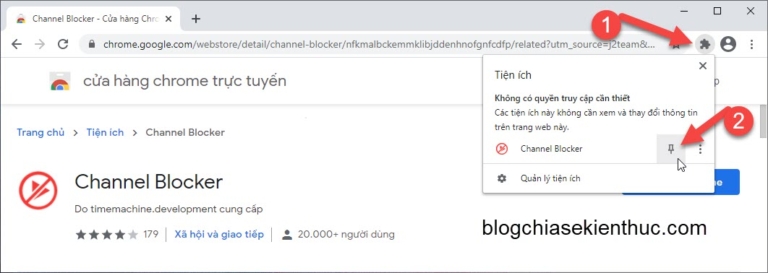 Channel Blocker - Cửa hàng Chro
chrome.google.com/webstore/detail/channel-blocker/nfkmalbckemmklibjddenhnofgnfcdfp/related?utm_source=j2team&...
1
cửa hàng chrome trực tuyến
Tiện ích
Không có quyền truy cập cần thiết
Các tiện ích này không cần xem và thay đổi thông tin
trên trang web này.
2
Channel Blocker
Quản lý tiện ích
Trang chủ
Tiện ích
Channel Blocker
Channel Blocker
Do timemachine.development cung cấp
179
Xã hội và giao tiếp
20.000+ người dùng
blogchiasekienthuc.com